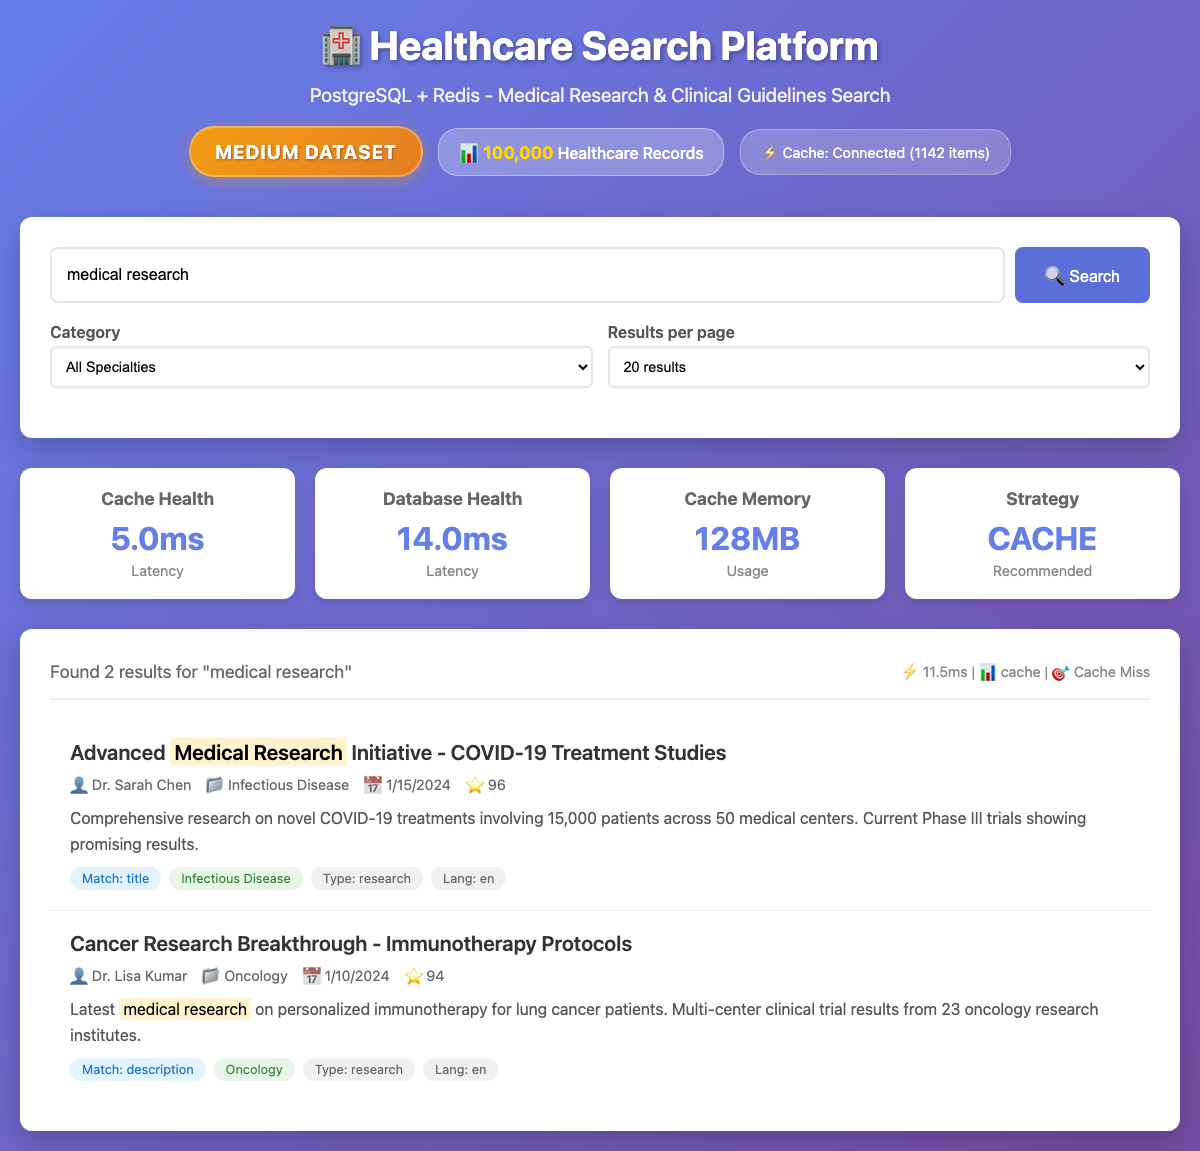 Healthcare Search Platform
PostgreSQL + Redis - Medical Research & Clinical Guidelines Search
MEDIUM DATASET
100,000 Healthcare Records
Cache: Connected (1142 items)
medical research
Search
Category
Results per page
All Specialties
20 results
Cache Health
5.0ms
Latency
Database Health
14.0ms
Latency
Cache Memory
128MB
Usage
Strategy
CACHE
Recommended
Found 2 results for "medical research"
11.5ms | cache | Cache Miss
Advanced Medical Research Initiative - COVID-19 Treatment Studies
Dr. Sarah Chen Infectious Disease 1/15/2024 96
Comprehensive research on novel COVID-19 treatments involving 15,000 patients across 50 medical centers. Current Phase III trials showing
promising results.
Match: title Infectious Disease Type: research Lang: en
Cancer Research Breakthrough - Immunotherapy Protocols
Dr. Lisa Kumar Oncology 1/10/2024 94
Latest medical research on personalized immunotherapy for lung cancer patients. Multi-center clinical trial results from 23 oncology research
institutes.
Match: description Oncology Type: research Lang: en